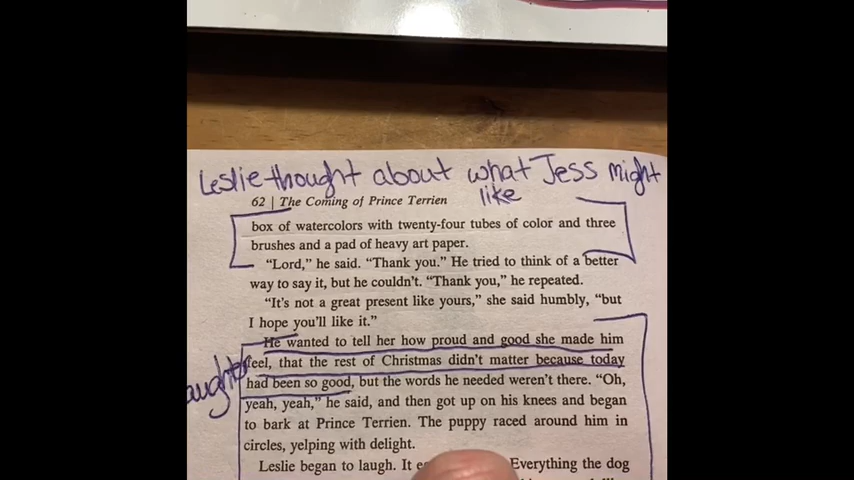 Leslie thought about what Jess might
like
62 | The Coming of Prince Terrien
box of watercolors with twenty-four tubes of color and three
brushes and a pad of heavy art paper.
"Lord," he said. "Thank you." He tried to think of a better
way to say it, but he couldn't. "Thank you," he repeated.
"It's not a great present like yours," she said humbly, "but
I hope you'll like it."
He wanted to tell her how proud and good she made him
feel, that the rest of Christmas didn't matter because today
had been so good, but the words he needed weren't there. "Oh,
yeah, yeah," he said, and then got up on his knees and began
to bark at Prince Terrien. The puppy raced around him in
circles, yelping with delight.
Leslie began to laugh. It Everything the dog